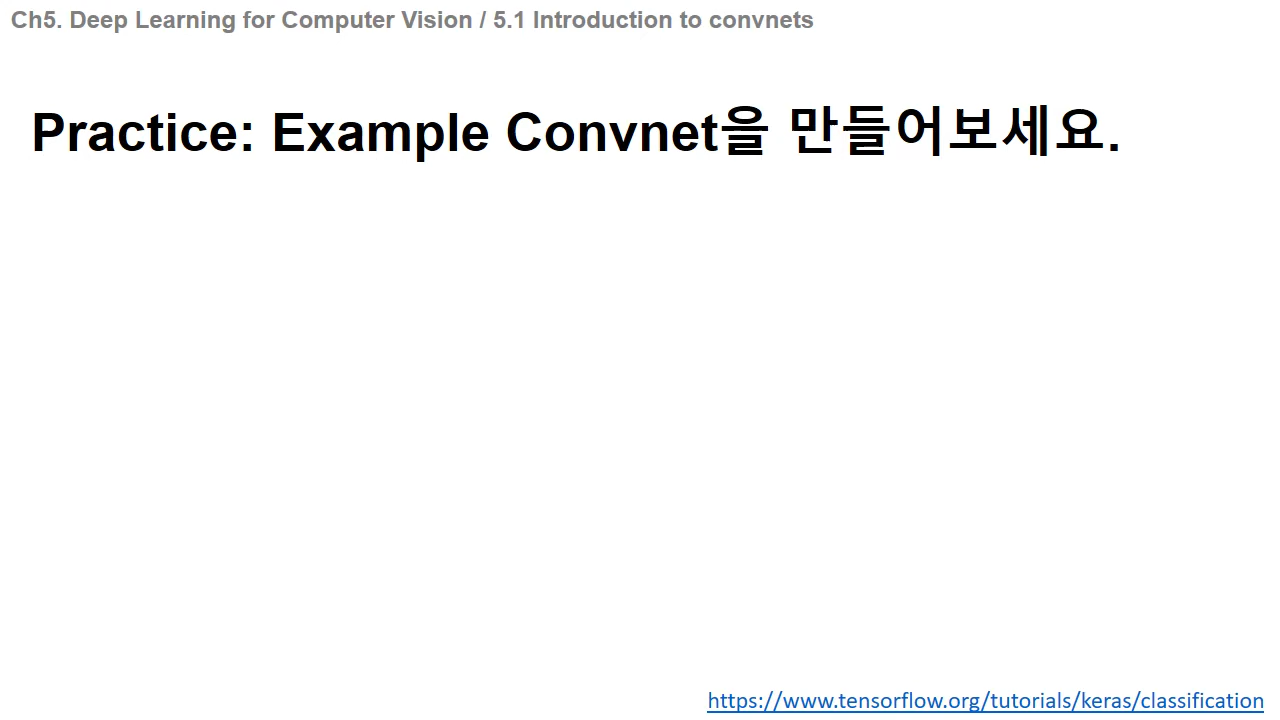 Ch5. Deep Learning for Computer Vision / 5.1 Introduction to convnets
Practice: Example Convnet을 만들어보세요.
https://www.tensorflow.org/tutorials/keras/classification